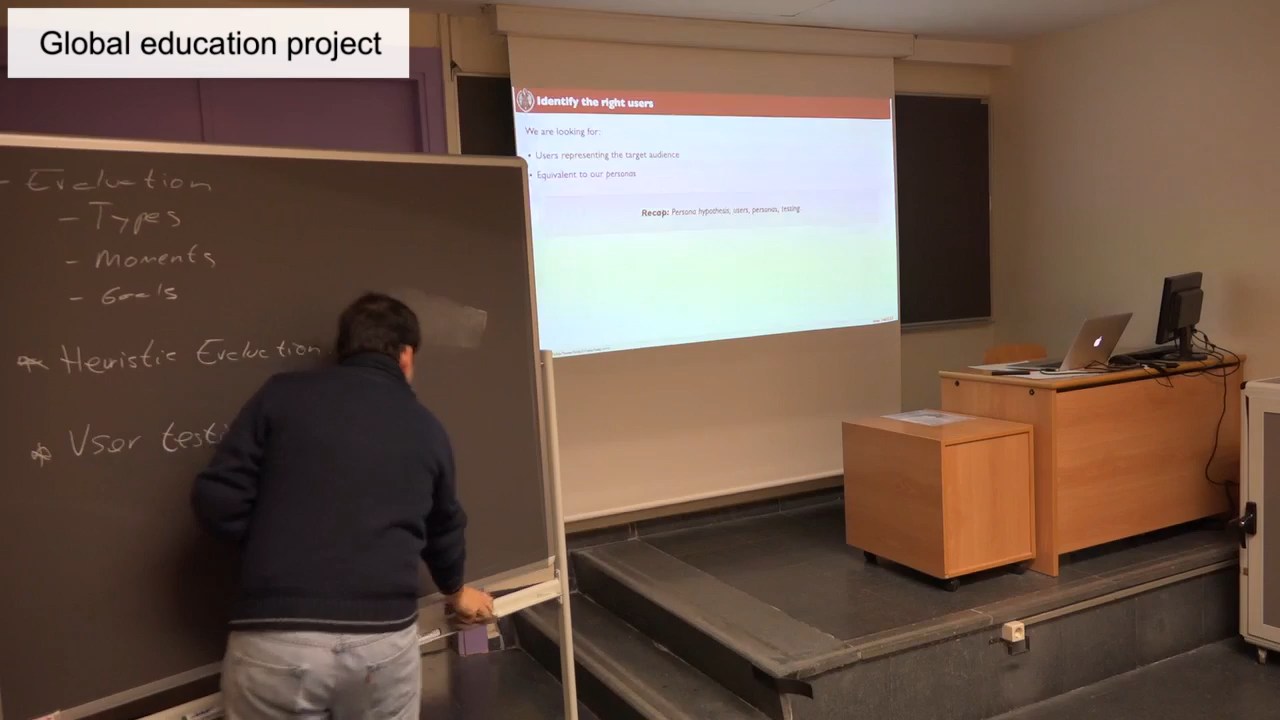 Global education project
- Evaluation
- Types
- Moments
- Goals
* Heuristic Evaluation
* User testi
Identify the right users
We are looking for:
• Users representing the target audience
• Equivalent to our personas
Recap: Persona hypothesis, users, personas, testing